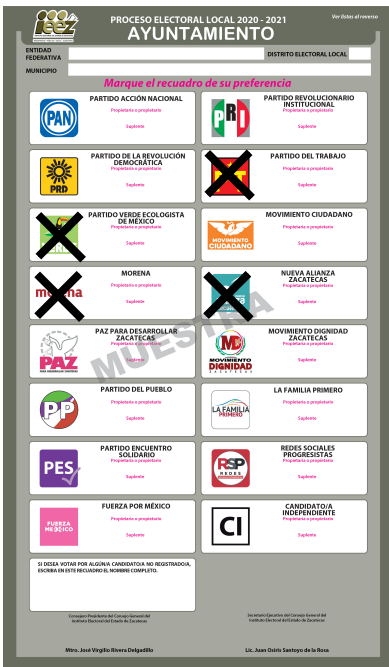 ieez
PROCESO ELECTORAL LOCAL 2020 - 2021
AYUNTAMIENTO
Ver listas al reverso
ENTIDAD
FEDERATIVA
DISTRITO ELECTORAL LOCAL
MUNICIPIO
Marque el recuadro de su preferencia
PAN
PARTIDO ACCIÓN NACIONAL
Propietaria o propietario
Suplente
PRI
PARTIDO REVOLUCIONARIO
INSTITUCIONAL
Propietaria o propietario
Suplente
PRD
PARTIDO DE LA REVOLUCIÓN
DEMOCRÁTICA
Propietaria o propietario
Suplente
PARTIDO DEL TRABAJO
Propietaria o propietario
Suplente
PARTIDO VERDE ECOLOGISTA
DE MÉXICO
Propietaria o propietario
Suplente
MOVIMIENTO
CIUDADANO
MOVIMIENTO CIUDADANO
Propietaria o propietario
Suplente
MORENA
Propietaria o propietario
Suplente
NUEVA ALIANZA
ZACATECAS
Propietaria o propietario
Suplente
PAZ
PAZ PARA DESARROLLAR
ZACATECAS
Propietaria o propietario
Suplente
MD
MOVIMIENTO
DIGNIDAD
ZACATECAS
MOVIMIENTO DIGNIDAD
ZACATECAS
Propietaria o propietario
Suplente
MUESTRA
PP
PARTIDO DEL PUEBLO
Propietaria o propietario
Suplente
LA FAMILIA
PRIMERO
LA FAMILIA PRIMERO
Propietaria o propietario
Suplente
PES
PARTIDO ENCUENTRO
SOLIDARIO
Propietaria o propietario
Suplente
RSP
REDES
REDES SOCIALES
PROGRESISTAS
Propietaria o propietario
Suplente
FUERZA
MEXICO
FUERZA POR MÉXICO
Propietaria o propietario
Suplente
CI
CANDIDATO/A
INDEPENDIENTE
Propietaria o propietario
Suplente
SI DESEA VOTAR POR ALGÚN/A CANDIDATO/A NO REGISTRADO/A,
ESCRIBA EN ESTE RECUADRO EL NOMBRE COMPLETO.
Consejero Presidente del Consejo General del
Instituto Electoral del Estado de Zacatecas
Secretario Ejecutivo del Consejo General del
Instituto Electoral del Estado de Zacatecas
Mtro. José Virgilio Rivera Delgadillo
Lic. Juan Osiris Santoyo de la Rosa